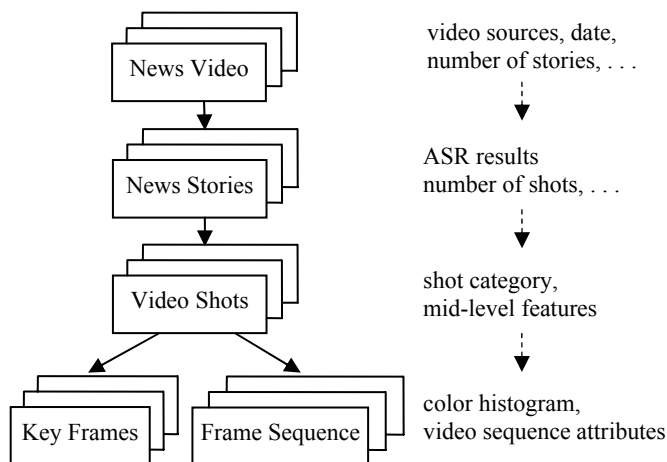 News Video
video sources, date,
number of stories, . . .
News Stories
ASR results
number of shots, . . .
Video Shots
shot category,
mid-level features
Key Frames
Frame Sequence
color histogram,
video sequence attributes